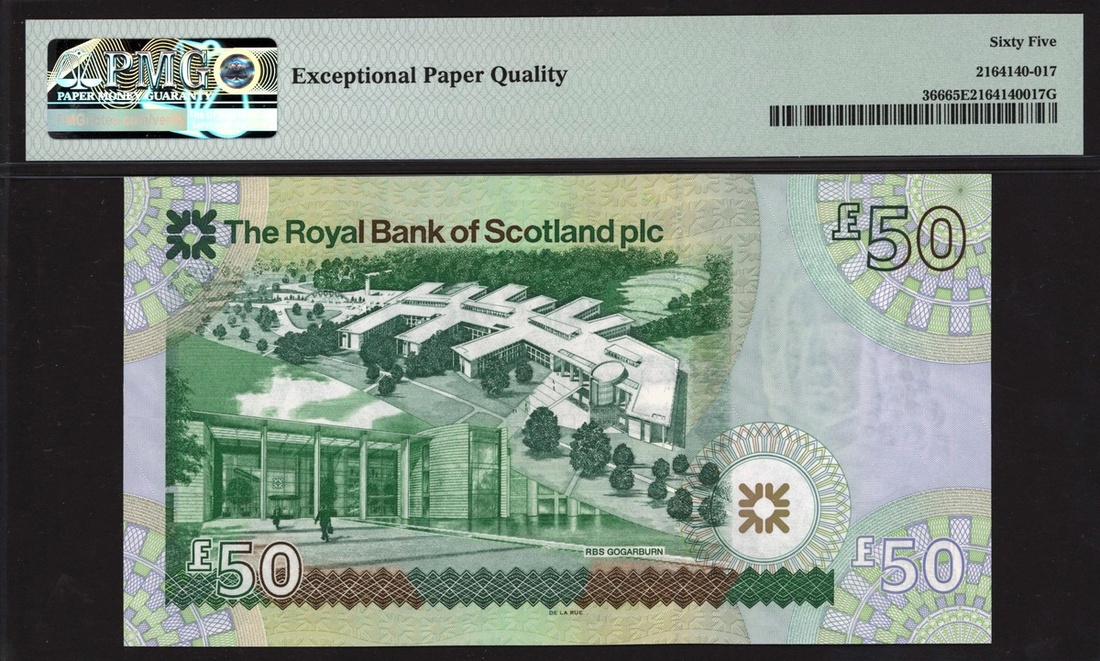 PMG
PAPER MONEY GUARANTY
Exceptional Paper Quality
Sixty Five
2164140-017
36665E2164140017G
The Royal Bank of Scotland plc
£50
RBS GOGARBURN
£50
£50
DE LA RUE